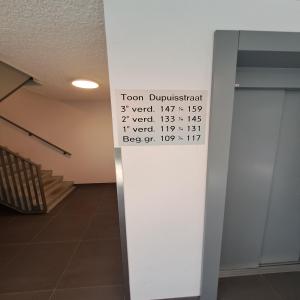 Toon Dupuisstraat
3e verd. 147 t/m 159
2e verd. 133 t/m 145
1e verd. 119 t/m 131
Beg.gr. 109 t/m 117